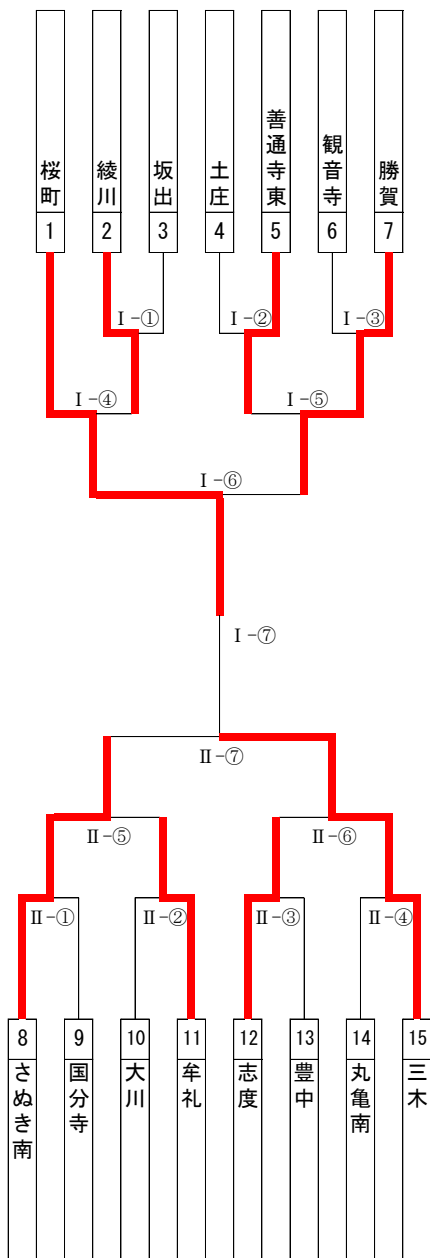 桜町
綾川
坂出
土庄
善通寺東
観音寺
勝賀
1
2
3
4
5
6
7
Ⅰ-①
Ⅰ-②
Ⅰ-③
Ⅰ-④
Ⅰ-⑤
Ⅰ-⑥
Ⅰ-⑦
Ⅱ-⑦
Ⅱ-⑤
Ⅱ-⑥
Ⅱ-①
Ⅱ-②
Ⅱ-③
Ⅱ-④
8
9
10
11
12
13
14
15
さぬき南
国分寺
大川
牟礼
志度
豊中
丸亀南
三木